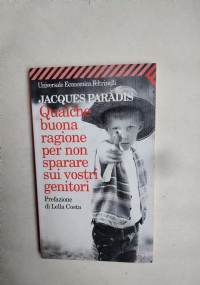 Universale Economica Feltrinelli
JACQUES PARADIS
Qualche
buona
ragione
per non
sparare
sui vostri
genitori
Prefazione
di Lella Costa